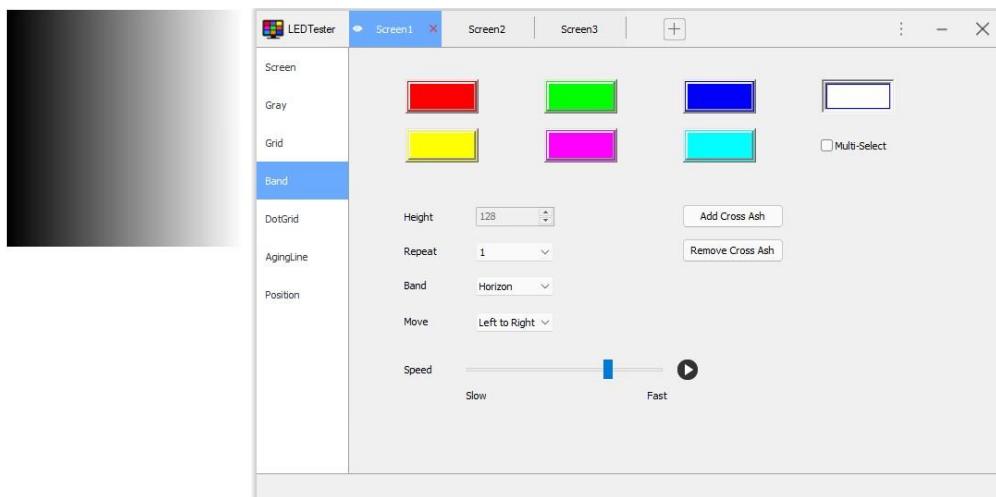 LEDTester
Screen1
Screen2
Screen3
Screen
Gray
Grid
Band
DotGrid
AgingLine
Position
Multi-Select
Height
128
Add Cross Ash
Repeat
1
Remove Cross Ash
Band
Horizon
Move
Left to Right
Speed
Slow
Fast